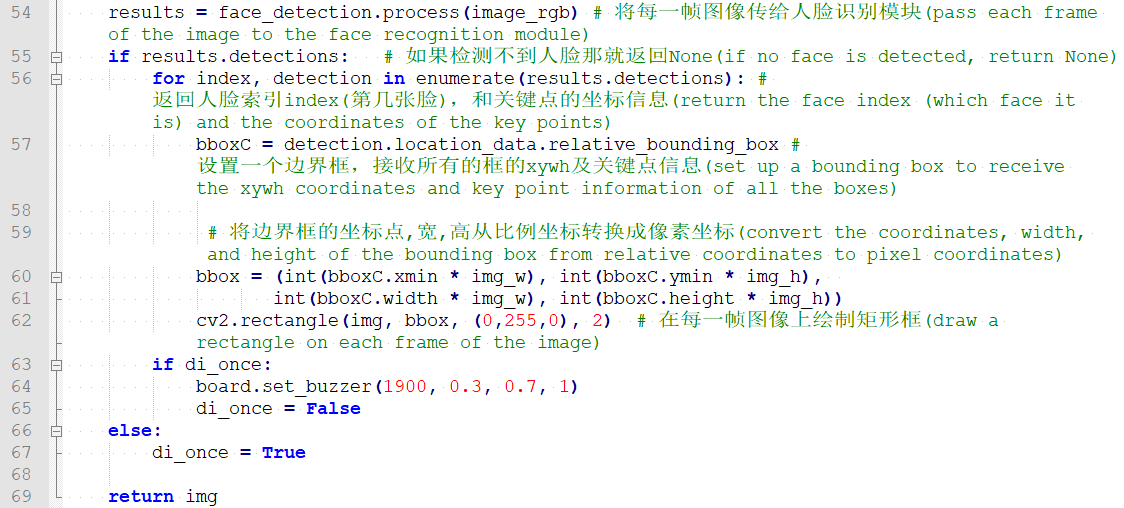 54 results = face_detection.process(image_rgb) # 将每一帧图像传给人脸识别模块(pass each frame
of the image to the face recognition module)
55 if results.detections: # 如果检测不到人脸那就返回None(if no face is detected, return None)
56 for index, detection in enumerate(results.detections): #
返回人脸索引index(第几张脸)，和关键点的坐标信息(return the face index (which face it
is) and the coordinates of the key points)
57 bboxC = detection.location_data.relative_bounding_box #
设置一个边界框，接收所有的框的xywh及关键点信息(set up a bounding box to receive
the xywh coordinates and key point information of all the boxes)
58
59 # 将边界框的坐标点,宽,高从比例坐标转换成像素坐标(convert the coordinates, width,
and height of the bounding box from relative coordinates to pixel coordinates)
60 bbox = (int(bboxC.xmin * img_w), int(bboxC.ymin * img_h),
61 int(bboxC.width * img_w), int(bboxC.height * img_h))
62 cv2.rectangle(img, bbox, (0,255,0), 2) # 在每一帧图像上绘制矩形框(draw a
rectangle on each frame of the image)
63 if di_once:
64 board.set_buzzer(1900, 0.3, 0.7, 1)
65 di_once = False
66 else:
67 di_once = True
68
69 return img